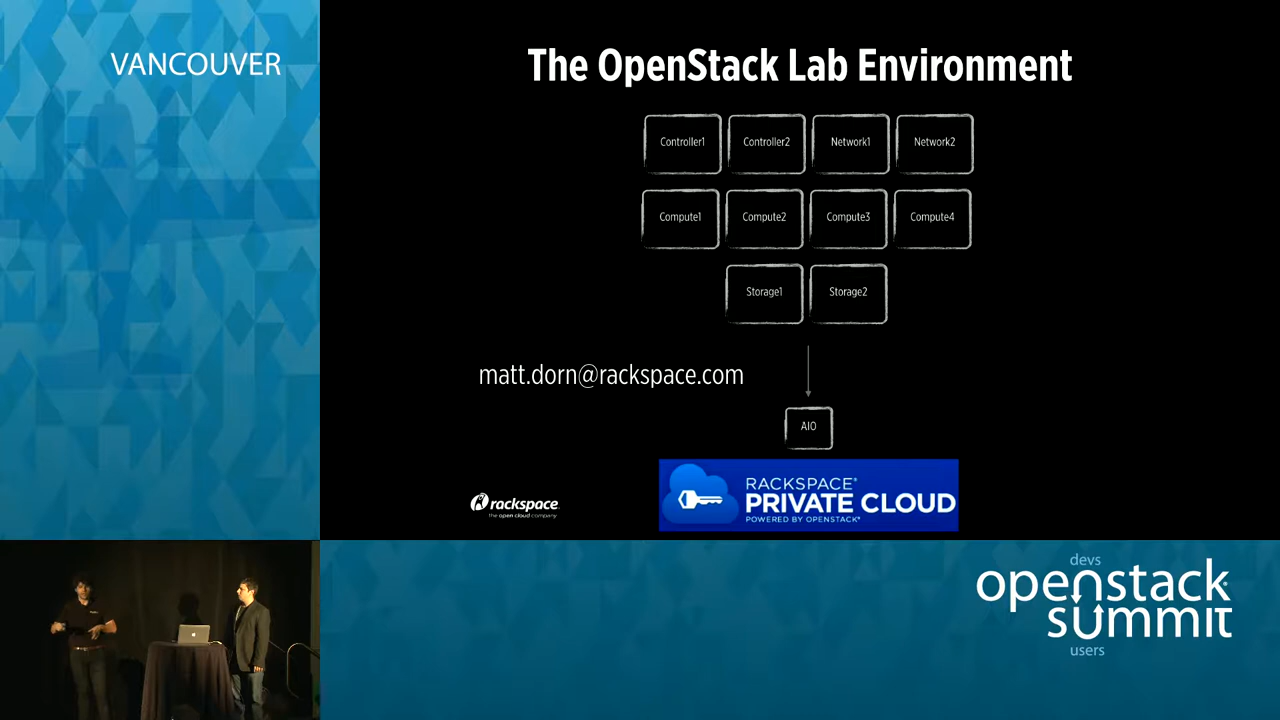 VANCOUVER
The OpenStack Lab Environment
Controller1 Controller2 Network1 Network2
Compute1 Compute2 Compute3 Compute4
Storage1 Storage2
matt.dorn@rackspace.com
AIO
rackspace.
the open cloud company
RACKSPACE®
PRIVATE CLOUD
POWERED BY OPENSTACK®
devs
openstack
summit
users